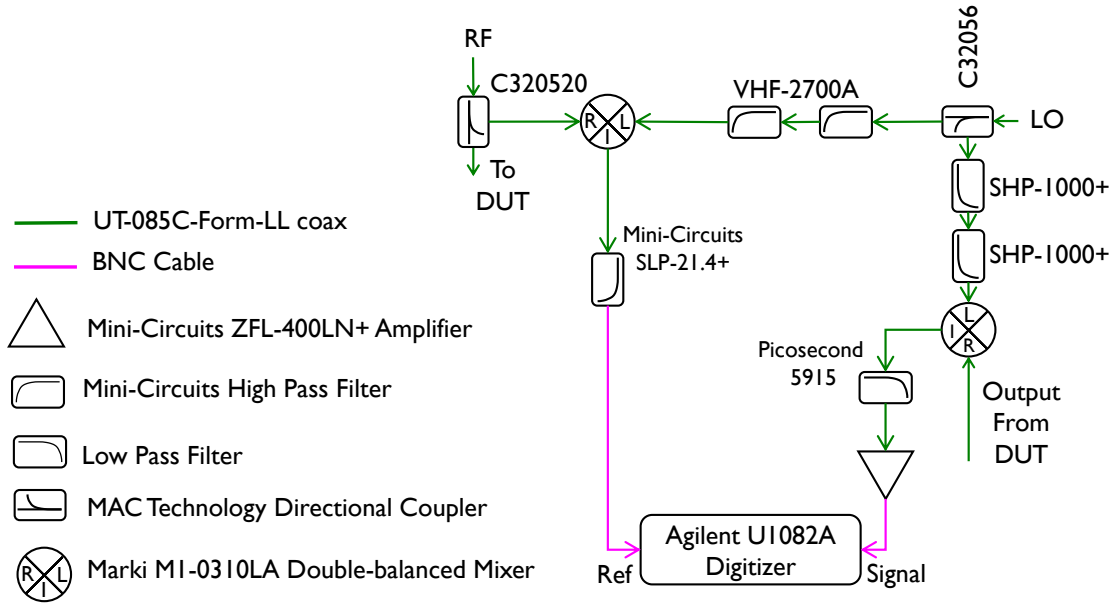 RF
C320520
VHF-2700A
C32056
LO
R
L
I
To
DUT
SHP-1000+
SHP-1000+
Mini-Circuits
SLP-21.4+
L
I
R
Picosecond
5915
Output
From
DUT
Agilent U1082A
Digitizer
Ref
Signal
UT-085C-Form-LL coax
BNC Cable
Mini-Circuits ZFL-400LN+ Amplifier
Mini-Circuits High Pass Filter
Low Pass Filter
MAC Technology Directional Coupler
R
L
I
Marki M1-0310LA Double-balanced Mixer